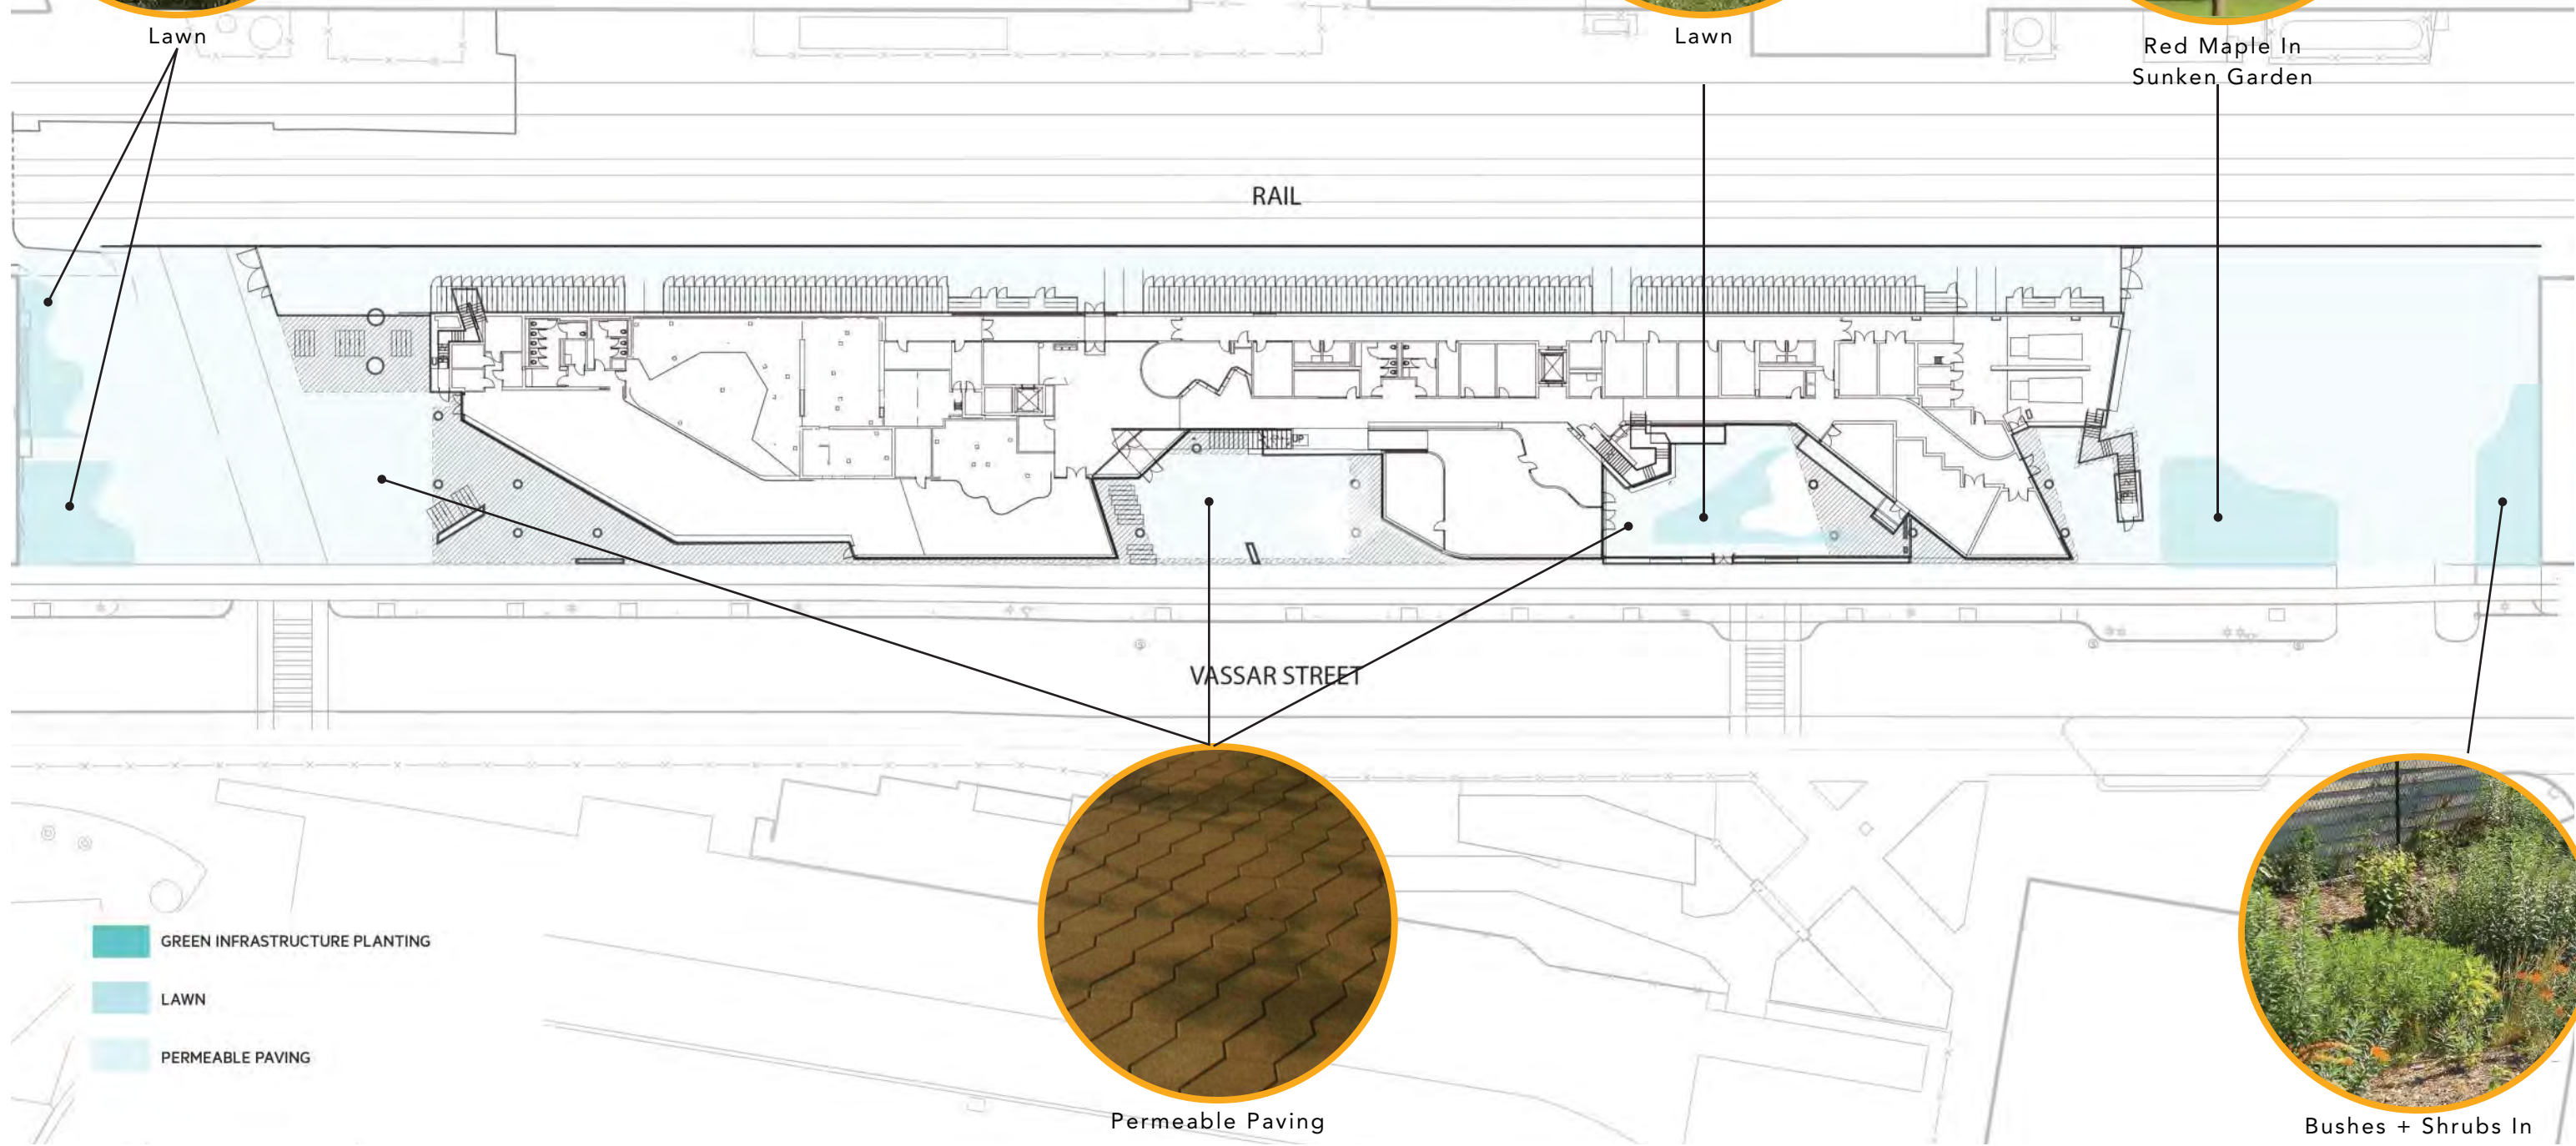 Lawn
Lawn
Red Maple In
Sunken Garden
RAIL
UP
VASSAR STREET
GREEN INFRASTRUCTURE PLANTING
LAWN
PERMEABLE PAVING
Permeable Paving
Bushes + Shrubs In